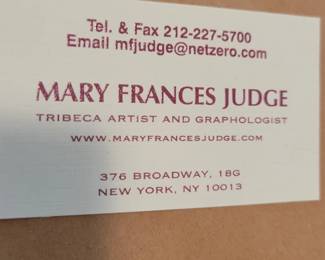 Tel. & Fax 212-227-5700
Email mfjudge@netzero.com
MARY FRANCES JUDGE
TRIBECA ARTIST AND GRAPHOLOGIST
WWW.MARYFRANCESJUDGE.COM
376 BROADWAY, 18G
NEW YORK, NY 10013